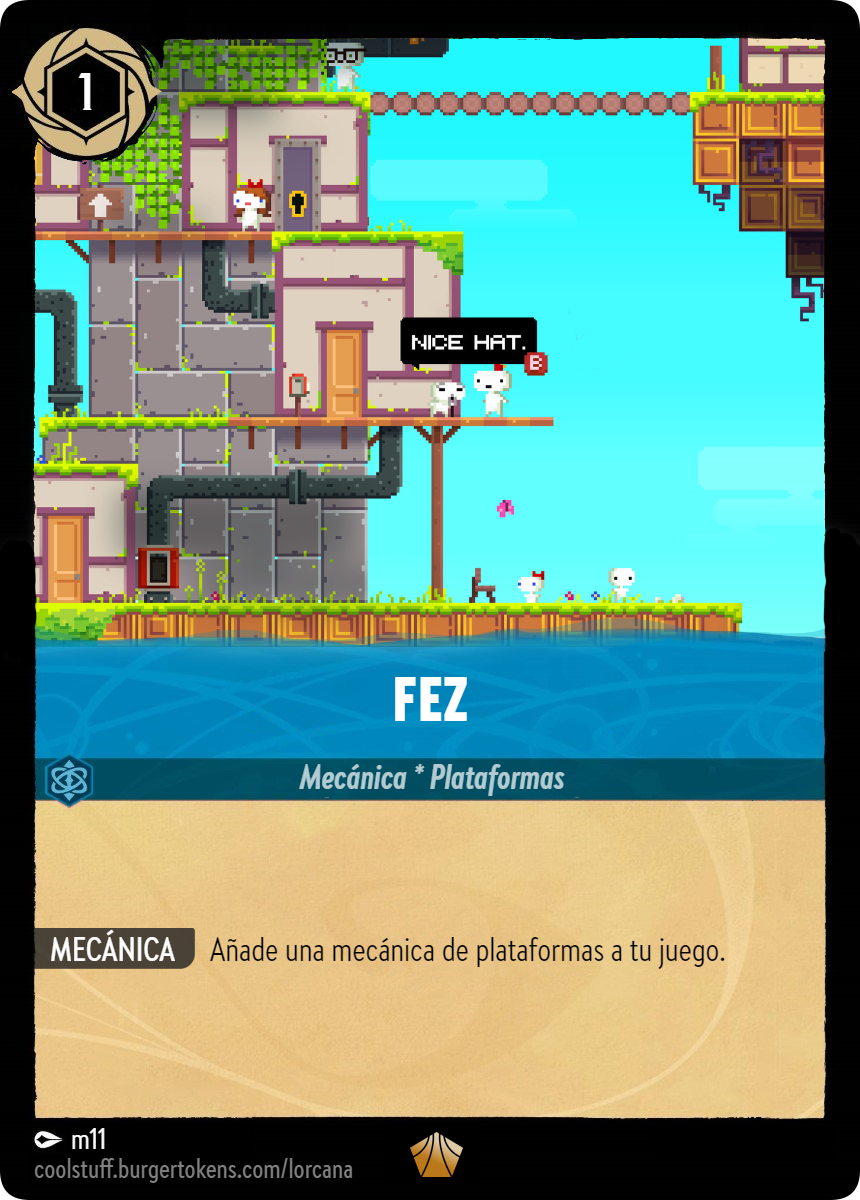 1
NICE HAT.
B
FEZ
Mecánica * Plataformas
MECÁNICA Añade una mecánica de plataformas a tu juego.
m11
coolstuff.burgertokens.com/lorcana